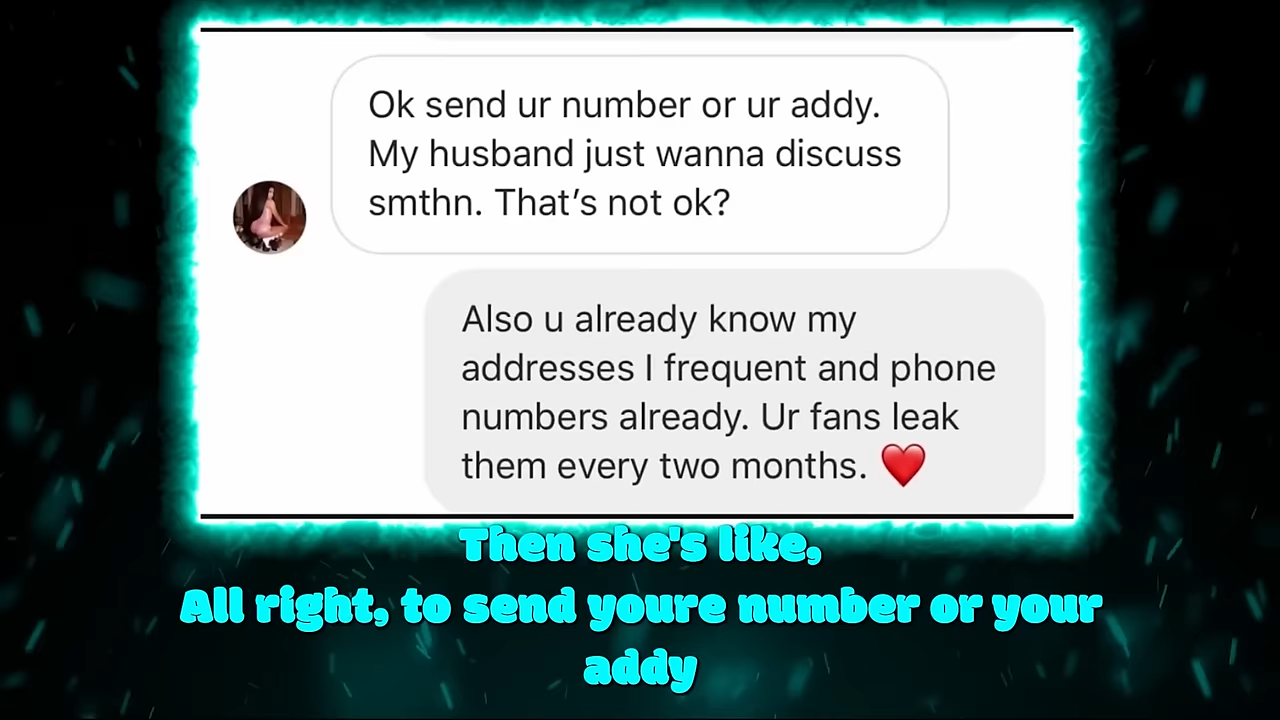 Ok send ur number or ur addy.
My husband just wanna discuss
smthn. That's not ok?
Also u already know my
addresses I frequent and phone
numbers already. Ur fans leak
them every two months. ❤️
Then she's like,
All right, to send youre number or your
addy